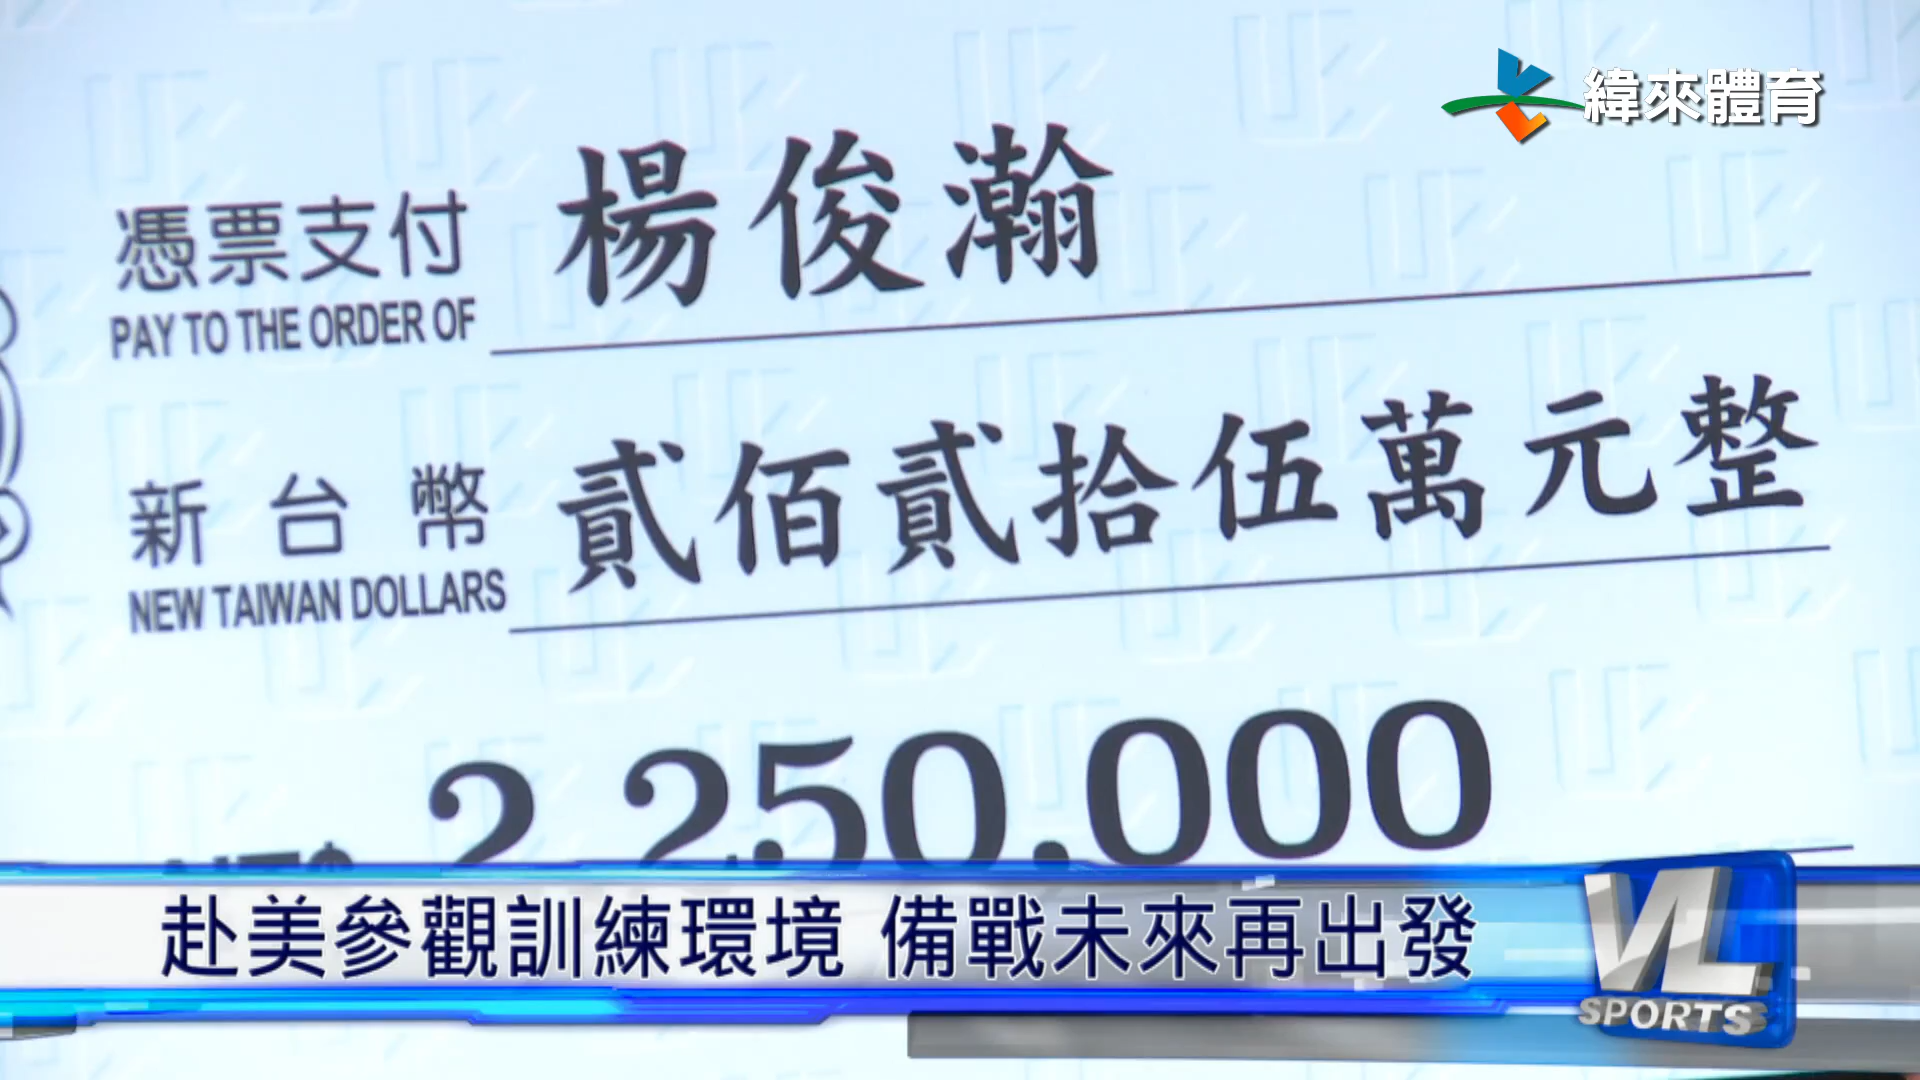 緯來體育
憑票支付 楊俊瀚
PAY TO THE ORDER OF
新台幣 貳佰貳拾伍萬元整
NEW TAIWAN DOLLARS
NT$ 2,250,000
赴美參觀訓練環境 備戰未來再出發
VL
SPORTS